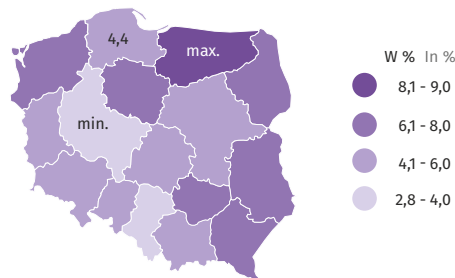 4,4
max.
min.
W % In %
8,1 - 9,0
6,1 - 8,0
4,1 - 6,0
2,8 - 4,0